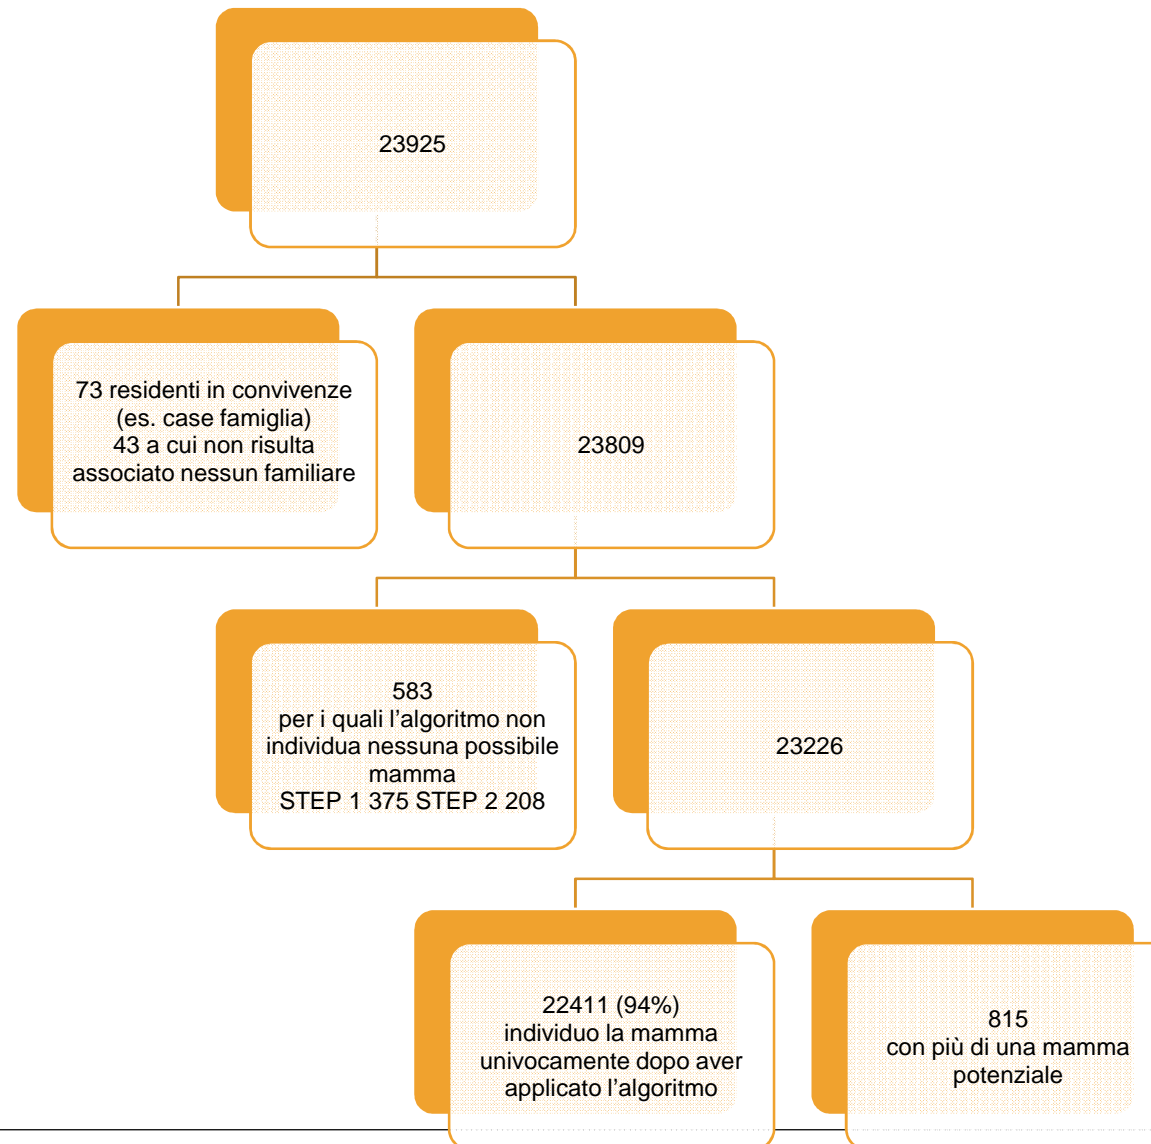 23925
73 residenti in convivenze
(es. case famiglia)
43 a cui non risulta
associato nessun familiare
23809
583
per i quali l’algoritmo non
individua nessuna possibile
mamma
STEP 1 375 STEP 2 208
23226
22411 (94%)
individuo la mamma
univocamente dopo aver
applicato l’algoritmo
815
con più di una mamma
potenziale